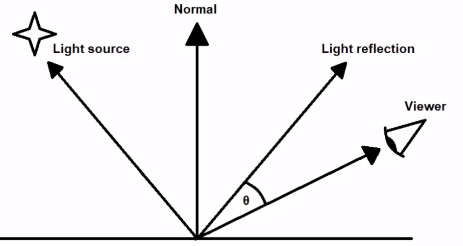 Normal
Light source
Light reflection
Viewer
θ